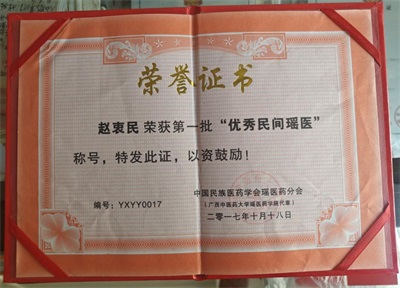 荣誉证书
赵衷民 荣获第一批 “优秀民间瑶医”
称号，特发此证，以资鼓励！
中国民族医药学会瑶医药分会
编号：YXYY0017
（广西中医药大学瑶医药学院代章）
二〇一七年十月十八日